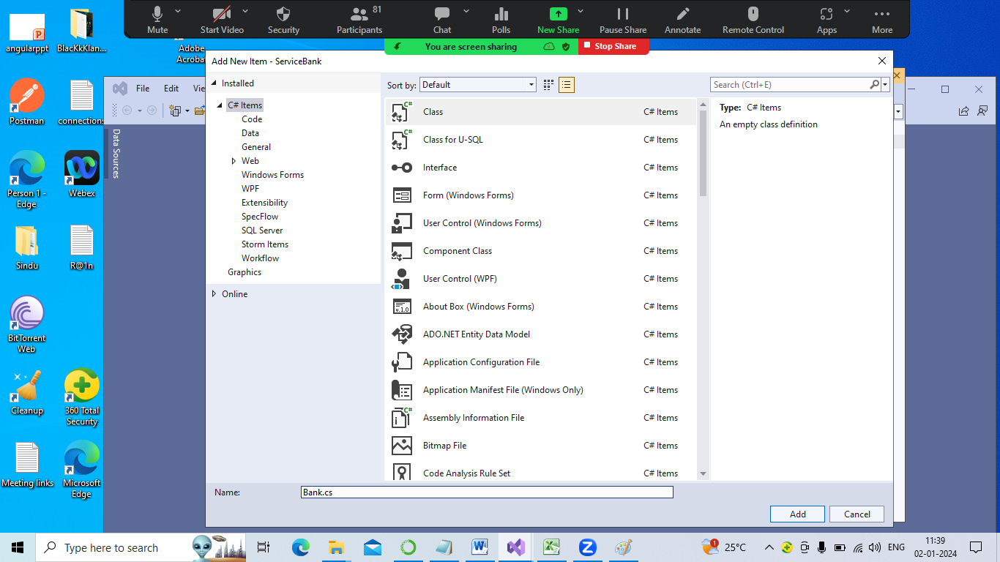 Mute
Start Video
Security
Participants
81
Chat
Polls
New Share
Pause Share
Annotate
Remote Control
Apps
More
You are screen sharing
Stop Share
angularppt
BlacKkKlan...
Adobe
Acroba
Postman
connections
Person 1 -
Edge
Webex
Sindu
R@1n
BitTorrent
Web
Cleanup
360 Total
Security
Meeting links
Microsoft
Edge
File
Edit
Vie
Data Sources
Add New Item - ServiceBank
Installed
C# Items
Code
Data
General
Web
Windows Forms
WPF
Extensibility
SpecFlow
SQL Server
Storm Items
Workflow
Graphics
Online
Sort by:
Default
Search (Ctrl+E)
Class C# Items
Class for U-SQL C# Items
Interface C# Items
Form (Windows Forms) C# Items
User Control (Windows Forms) C# Items
Component Class C# Items
User Control (WPF) C# Items
About Box (Windows Forms) C# Items
ADO.NET Entity Data Model C# Items
Application Configuration File C# Items
Application Manifest File (Windows Only) C# Items
Assembly Information File C# Items
Bitmap File C# Items
Code Analysis Rule Set C# Items
Type: C# Items
An empty class definition
Name:
Bank.cs
Add
Cancel
Type here to search
25°C
ENG
11:39
02-01-2024